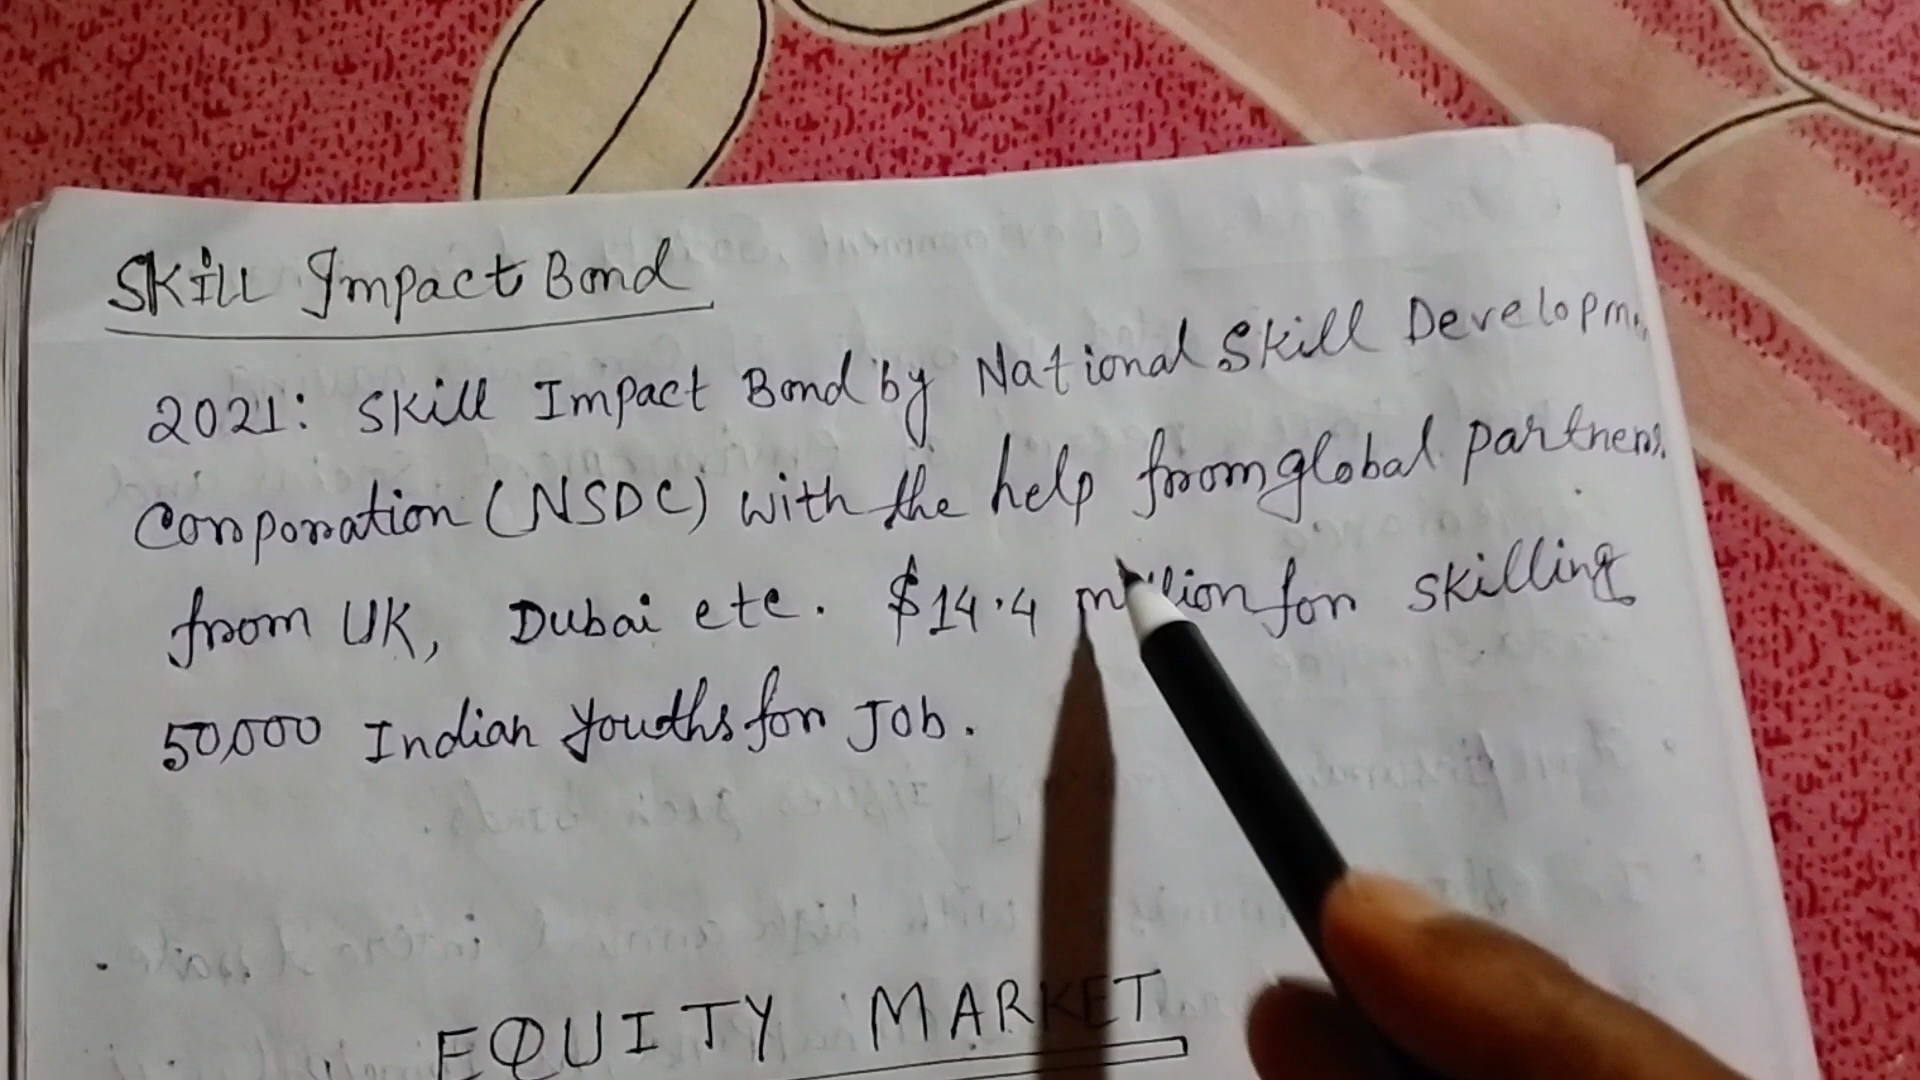 Skill Impact Bond
2021: Skill Impact Bond by National Skill Developm
Corporation (NSDC) with the help from global partners
from UK, Dubai etc. $14.4 million for skilling
50,000 Indian Youths for Job.
EQUITY MARKET